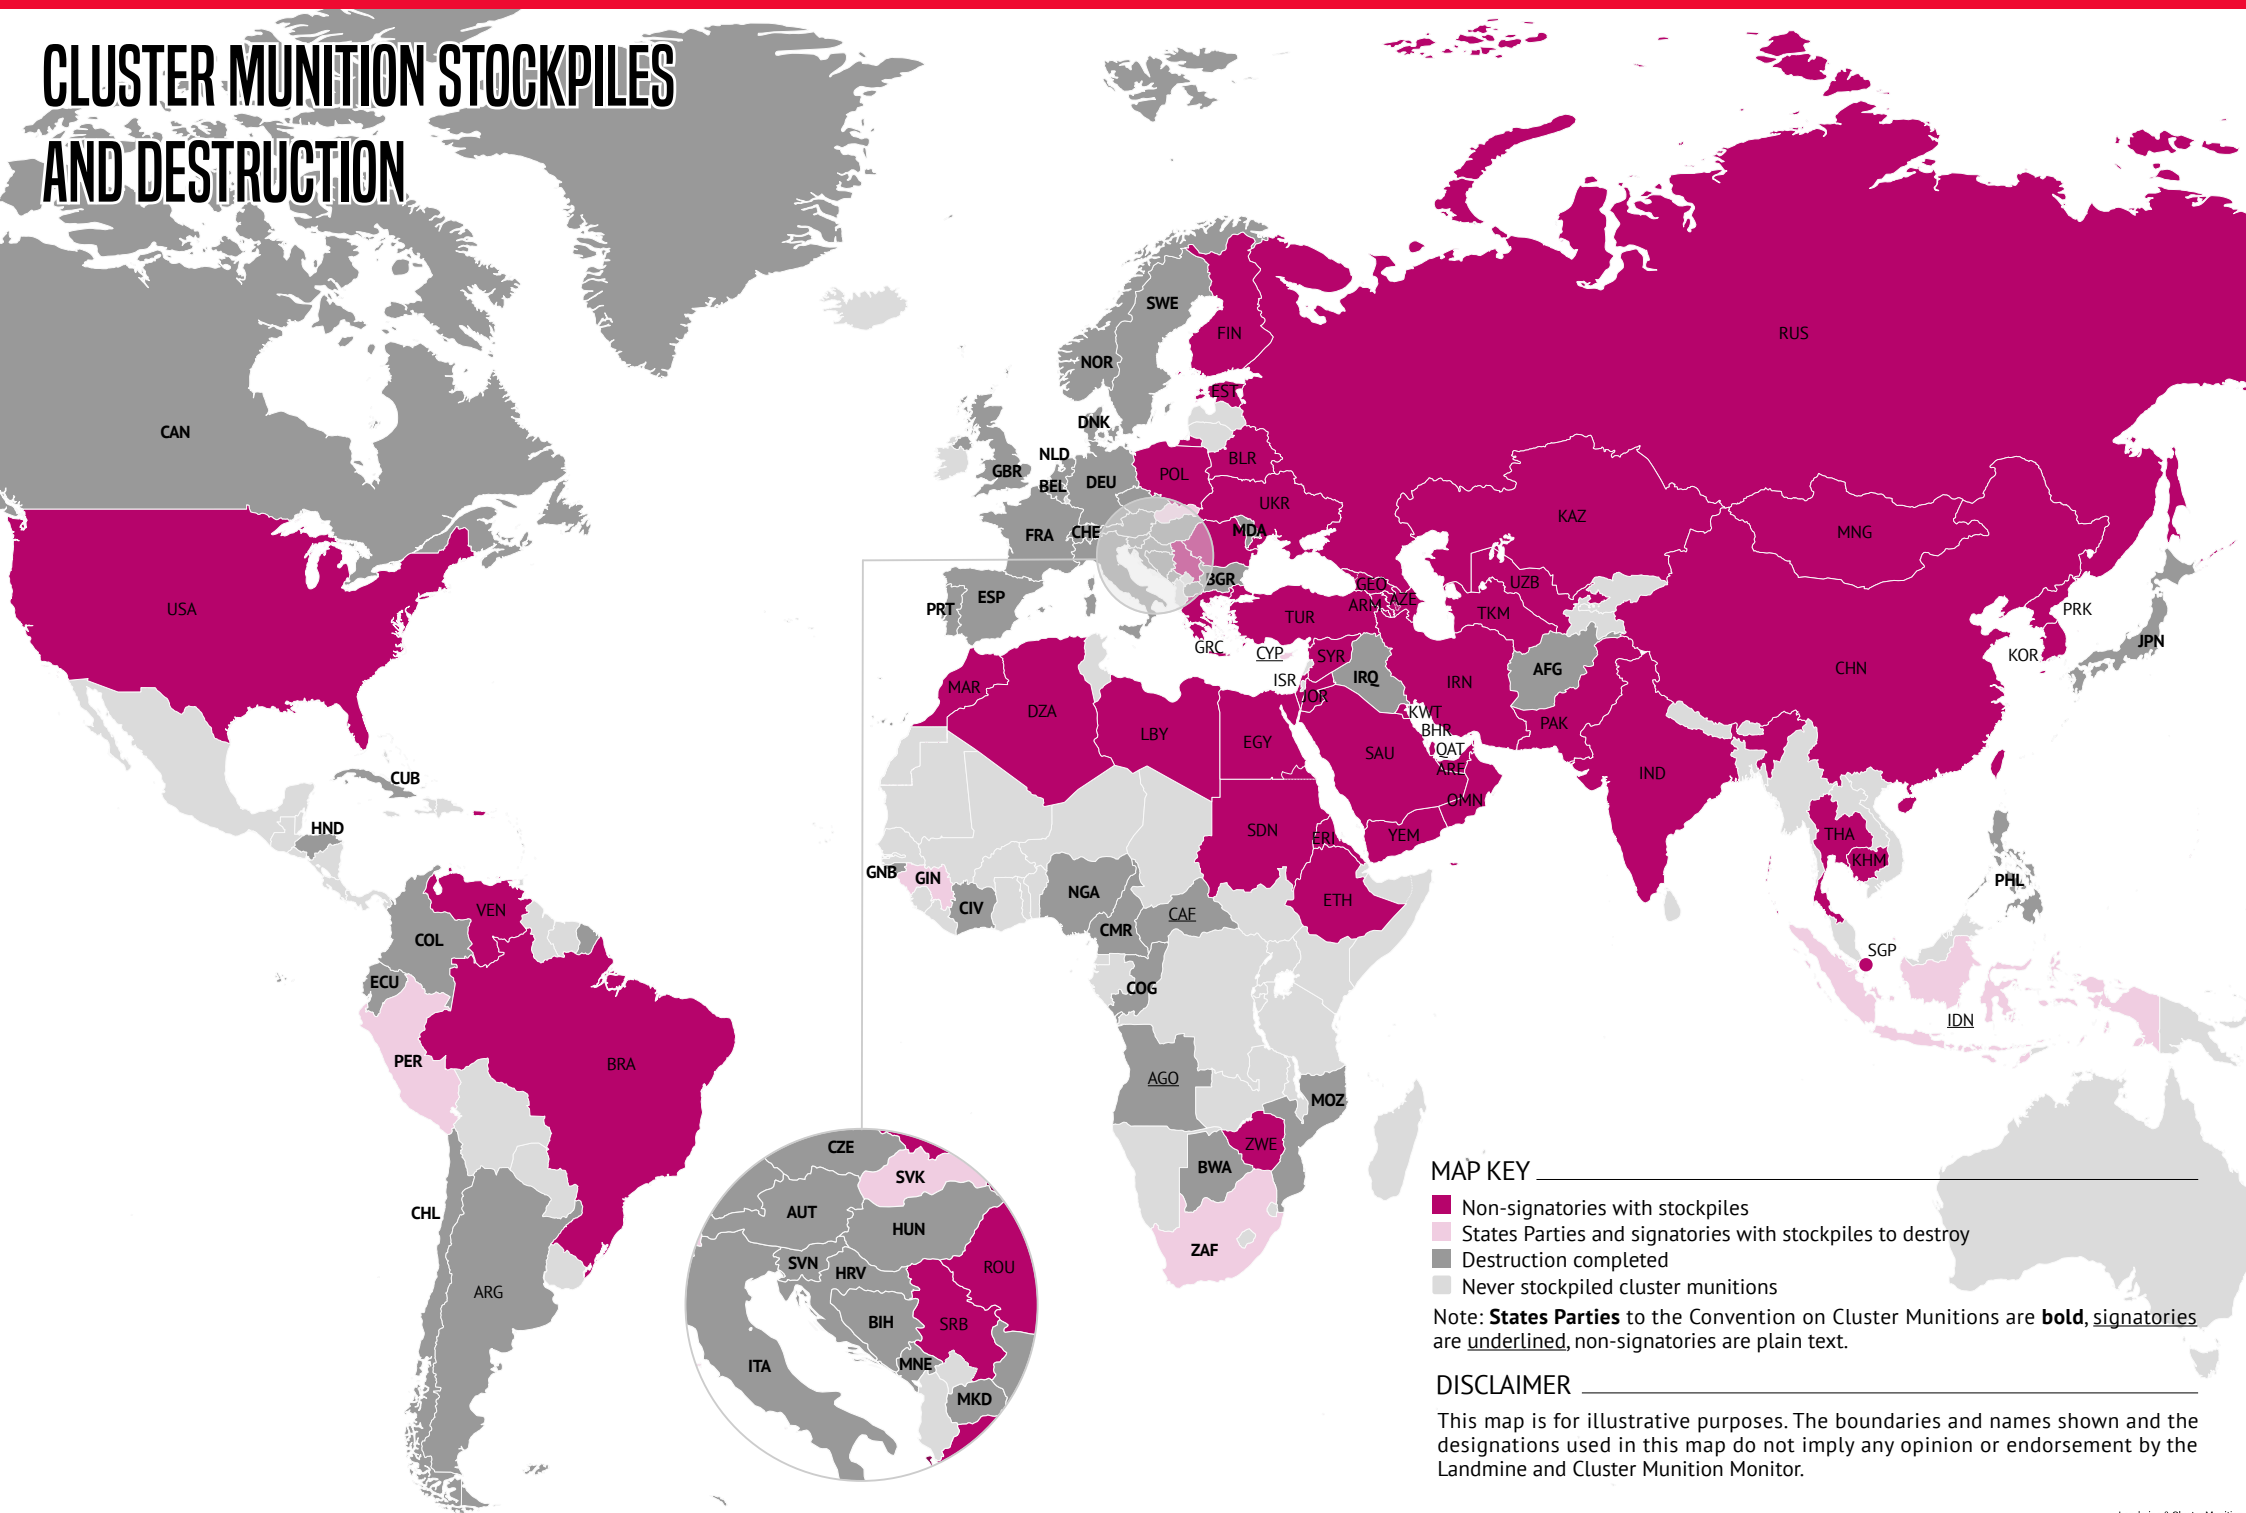 CLUSTER MUNITION STOCKPILES
AND DESTRUCTION
SWE
FIN
RUS
NOR
EST
DNK
CAN
NLD
GBR
BEL
DEU
POL
BLR
UKR
KAZ
MNG
FRA
CHE
MDA
BGR
GEO
UZB
ARM
AZE
TKM
PRK
USA
PRT
ESP
TUR
GRC
CYP
SYR
ISR
IRQ
IRN
AFG
CHN
KOR
JPN
MAR
DZA
LBY
EGY
JOR
KWT
BHR
QAT
ARE
SAU
PAK
IND
OMN
CUB
HND
SDN
ERI
YEM
THA
KHM
GNB
GIN
CIV
NGA
CMR
CAF
ETH
PHL
VEN
COL
ECU
SGP
COG
IDN
PER
BRA
AGO
MOZ
ZWE
BWA
ZAF
CHL
ARG
CZE
SVK
AUT
HUN
SVN
HRV
ROU
BIH
SRB
ITA
MNE
MKD
MAP KEY
Non-signatories with stockpiles
States Parties and signatories with stockpiles to destroy
Destruction completed
Never stockpiled cluster munitions
Note: States Parties to the Convention on Cluster Munitions are bold, signatories
are underlined, non-signatories are plain text.
DISCLAIMER
This map is for illustrative purposes. The boundaries and names shown and the
designations used in this map do not imply any opinion or endorsement by the
Landmine and Cluster Munition Monitor.